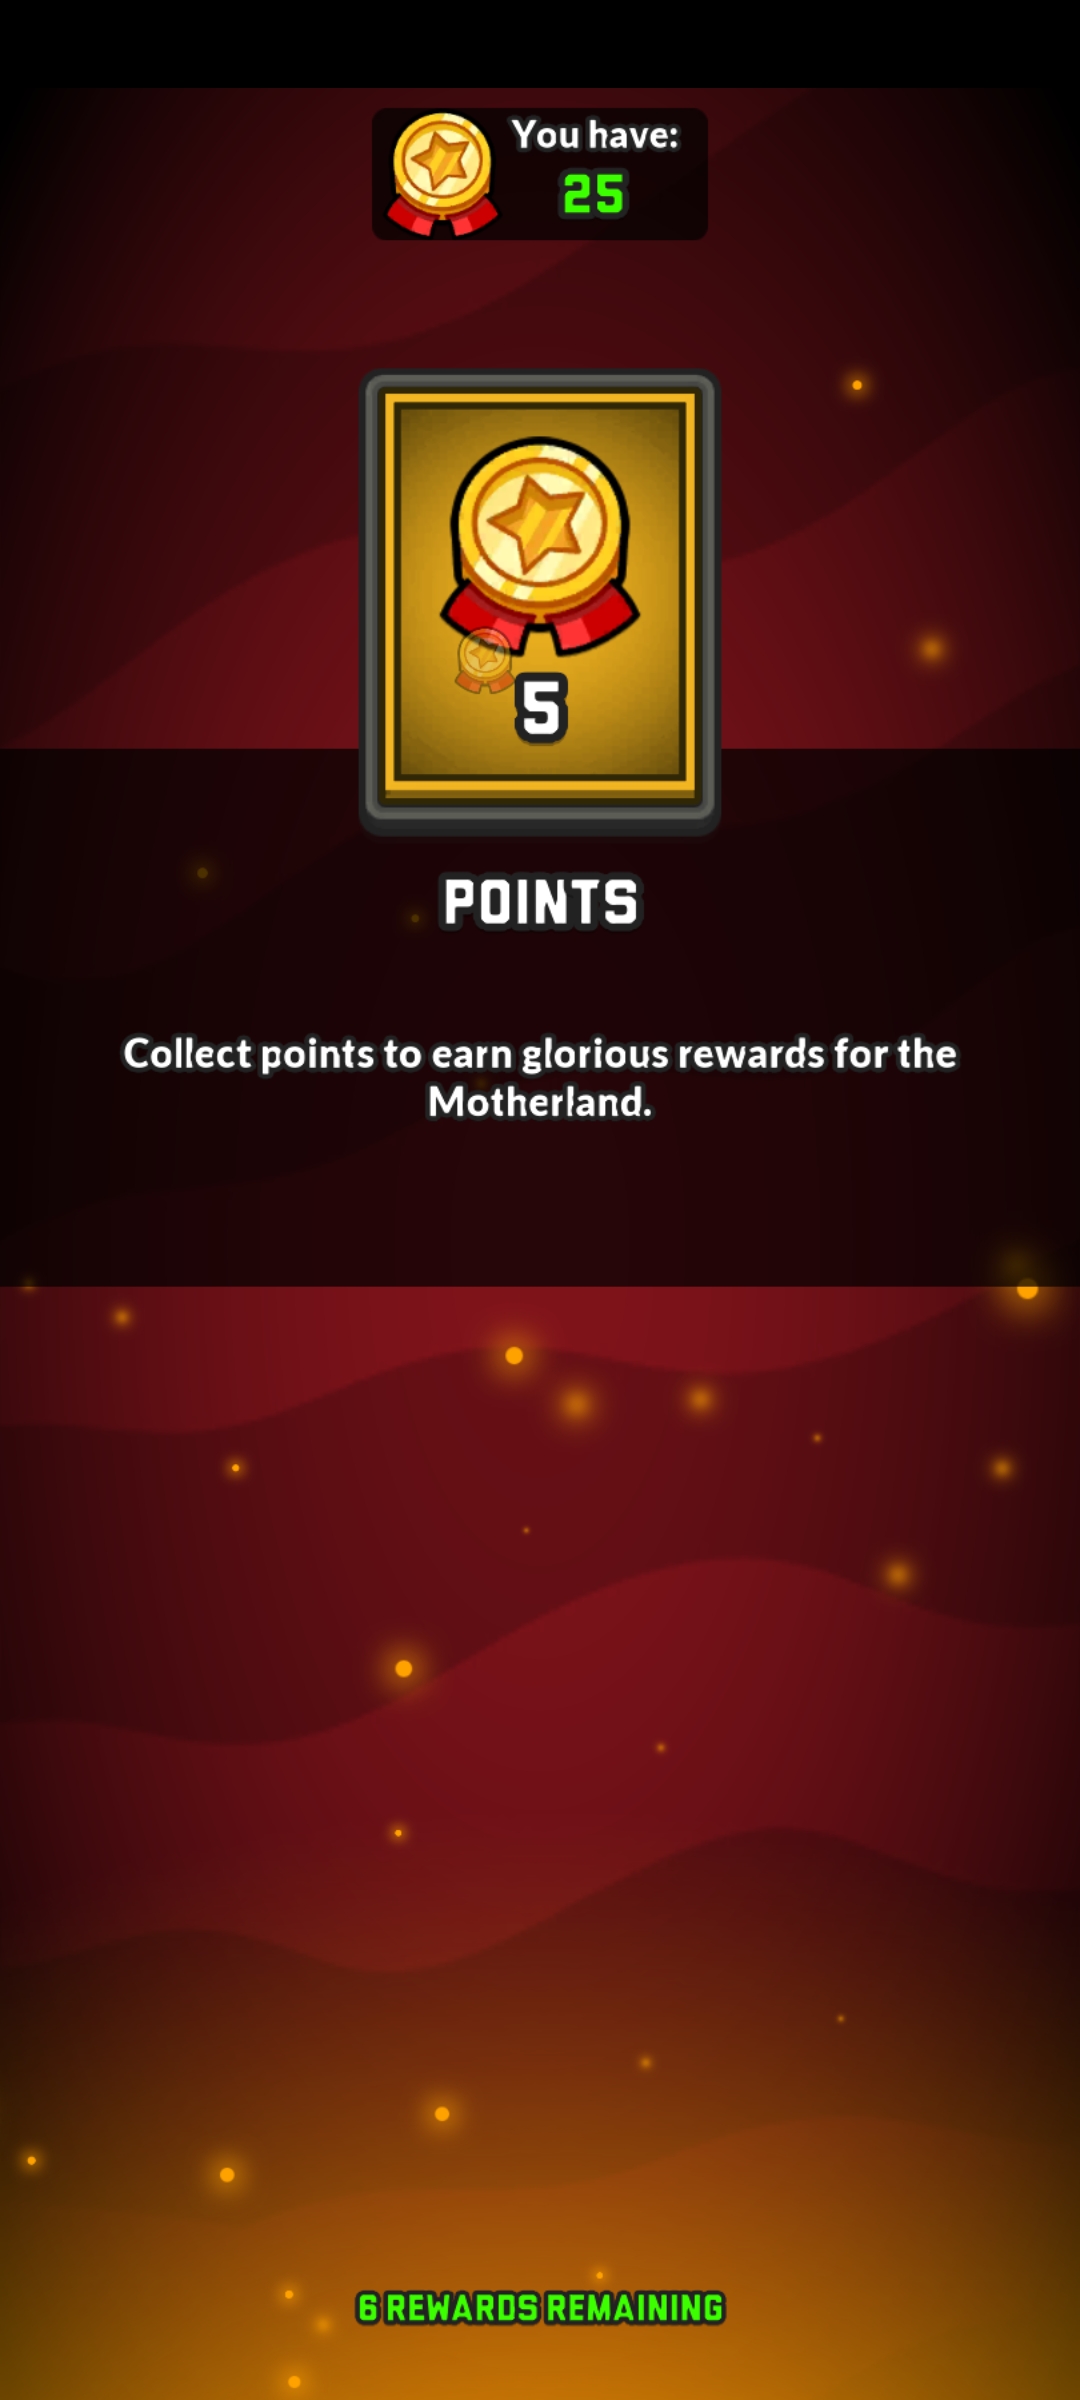 You have:
25
5
POINTS
Collect points to earn glorious rewards for the
Motherland.
6 REWARDS REMAINING